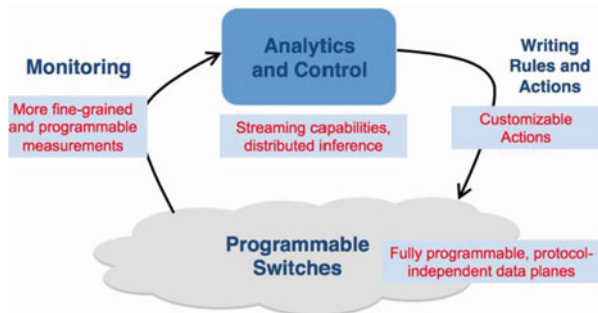 Monitoring
More fine-grained
and programmable
measurements
Analytics
and Control
Streaming capabilities,
distributed inference
Writing
Rules and
Actions
Customizable
Actions
Programmable
Switches
Fully programmable, protocol-
independent data planes